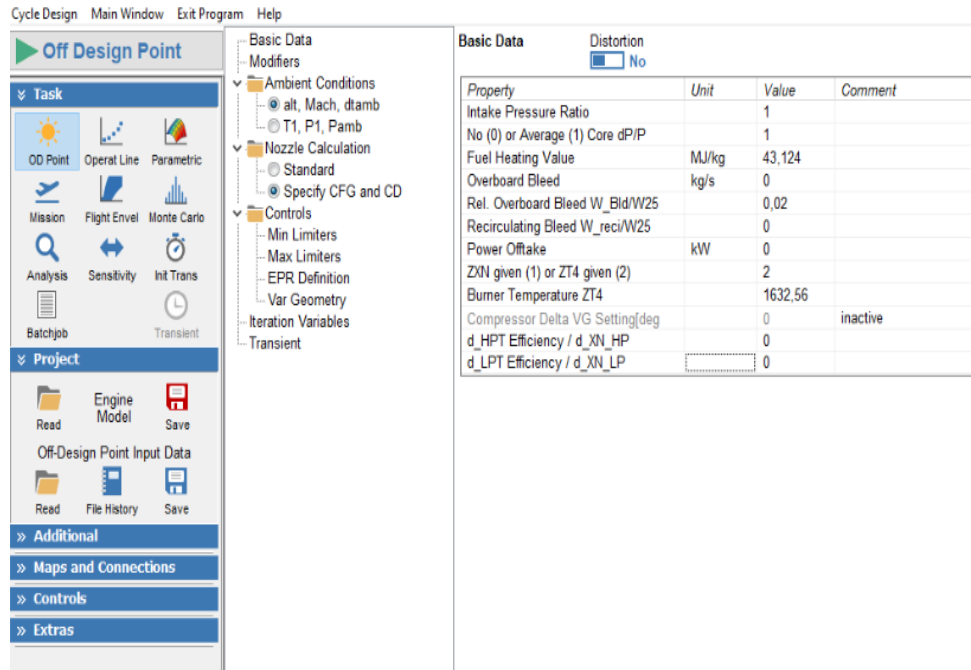 Cycle Design Main Window Exit Program Help
Off Design Point
Task
OD Point Operat Line Parametric
Mission Flight Envel Monte Carlo
Analysis Sensitivity Init Trans
Batchjob Transient
Project
Read Engine Model Save
Off-Design Point Input Data
Read File History Save
Additional
Maps and Connections
Controls
Extras
Basic Data
Modifiers
Ambient Conditions
alt, Mach, dtamb
T1, P1, Pamb
Nozzle Calculation
Standard
Specify CFG and CD
Controls
Min Limiters
Max Limiters
EPR Definition
Var Geometry
Iteration Variables
Transient
Basic Data Distortion
No
Property Unit Value Comment
Intake Pressure Ratio 1
No (0) or Average (1) Core dP/P 1
Fuel Heating Value MJ/kg 43,124
Overboard Bleed kg/s 0
Rel. Overboard Bleed W_Bld/W25 0,02
Recirculating Bleed W_reci/W25 0
Power Offtake kW 0
ZXN given (1) or ZT4 given (2) 2
Burner Temperature ZT4 1632,56
Compressor Delta VG Setting[deg 0 inactive
d_HPT Efficiency / d_XN_HP 0
d_LPT Efficiency / d_XN_LP 0